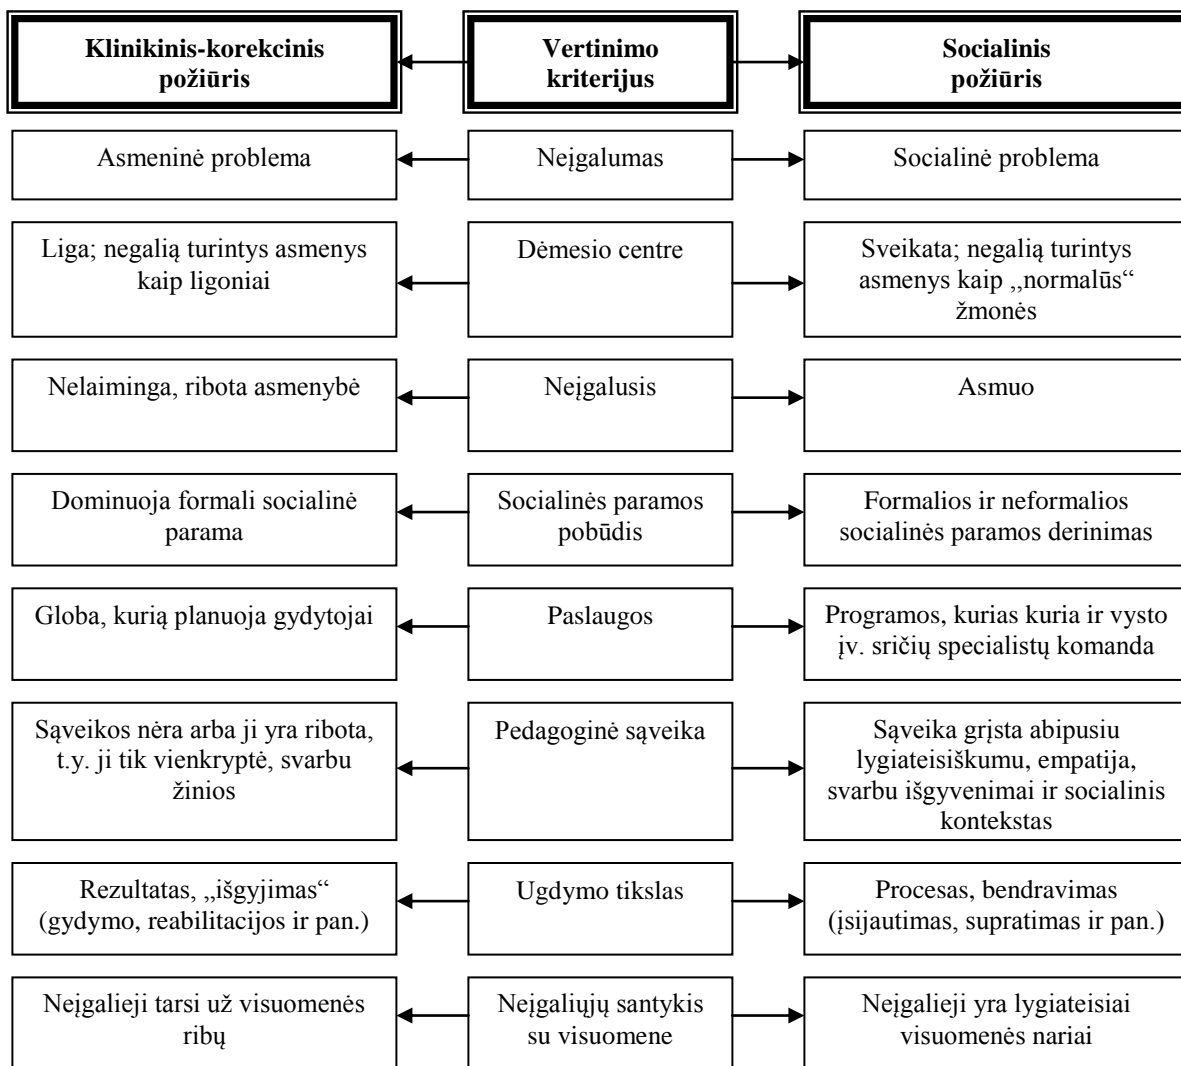 Klinikinis-korekcinis
požiūris
Vertinimo
kriterijus
Socialinis
požiūris
Asmeninė problema
Neįgalumas
Socialinė problema
Liga; negalią turintys asmenys
kaip ligoniai
Dėmesio centre
Sveikata; negalią turintys
asmenys kaip ,,normalūs“
žmonės
Nelaiminga, ribota asmenybė
Neįgalusis
Asmuo
Dominuoja formali socialinė
parama
Socialinės paramos
pobūdis
Formalios ir neformalios
socialinės paramos derinimas
Globa, kurią planuoja gydytojai
Paslaugos
Programos, kurias kuria ir vysto
įv. sričių specialistų komanda
Sąveikos nėra arba ji yra ribota,
t.y. ji tik vienkryptė, svarbu
žinios
Pedagoginė sąveika
Sąveika grįsta abipusiu
lygiateisiškumu, empatija,
svarbu išgyvenimai ir socialinis
kontekstas
Rezultatas, „išgyjimas“
(gydymo, reabilitacijos ir pan.)
Ugdymo tikslas
Procesas, bendravimas
(įsijautimas, supratimas ir pan.)
Neįgalieji tarsi už visuomenės
ribų
Neįgaliųjų santykis
su visuomene
Neįgalieji yra lygiateisiai
visuomenės nariai